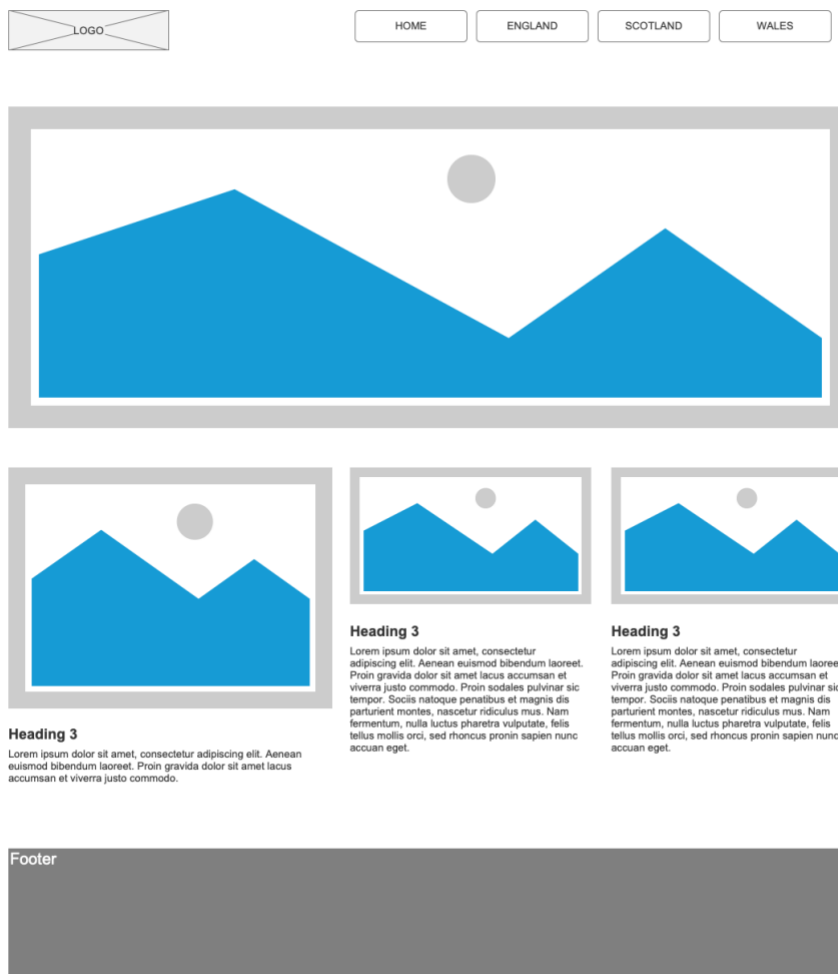 LOGO
HOME
ENGLAND
SCOTLAND
WALES
Heading 3
Lorem ipsum dolor sit amet, consectetur adipiscing elit. Aenean
euismod bibendum laoreet. Proin gravida dolor sit amet lacus
accumsan et viverra justo commodo.
Heading 3
Lorem ipsum dolor sit amet, consectetur
adipiscing elit. Aenean euismod bibendum laoreet.
Proin gravida dolor sit amet lacus accumsan et
viverra justo commodo. Proin sodales pulvinar sic
tempor. Sociis natoque penatibus et magnis dis
parturient montes, nascetur ridiculus mus. Nam
fermentum, nulla luctus pharetra vulputate, felis
tellus mollis orci, sed rhoncus pronin sapien nunc
accuan eget.
Heading 3
Lorem ipsum dolor sit amet, consectetur
adipiscing elit. Aenean euismod bibendum
Proin gravida dolor sit amet lacus accumsan et
viverra justo commodo. Proin sodales pulvinar
tempor. Sociis natoque penatibus et magnis dis
parturient montes, nascetur ridiculus mus. Nam
fermentum, nulla luctus pharetra vulputate, felis
tellus mollis orci, sed rhoncus pronin sapien nunc
accuan eget.
Footer